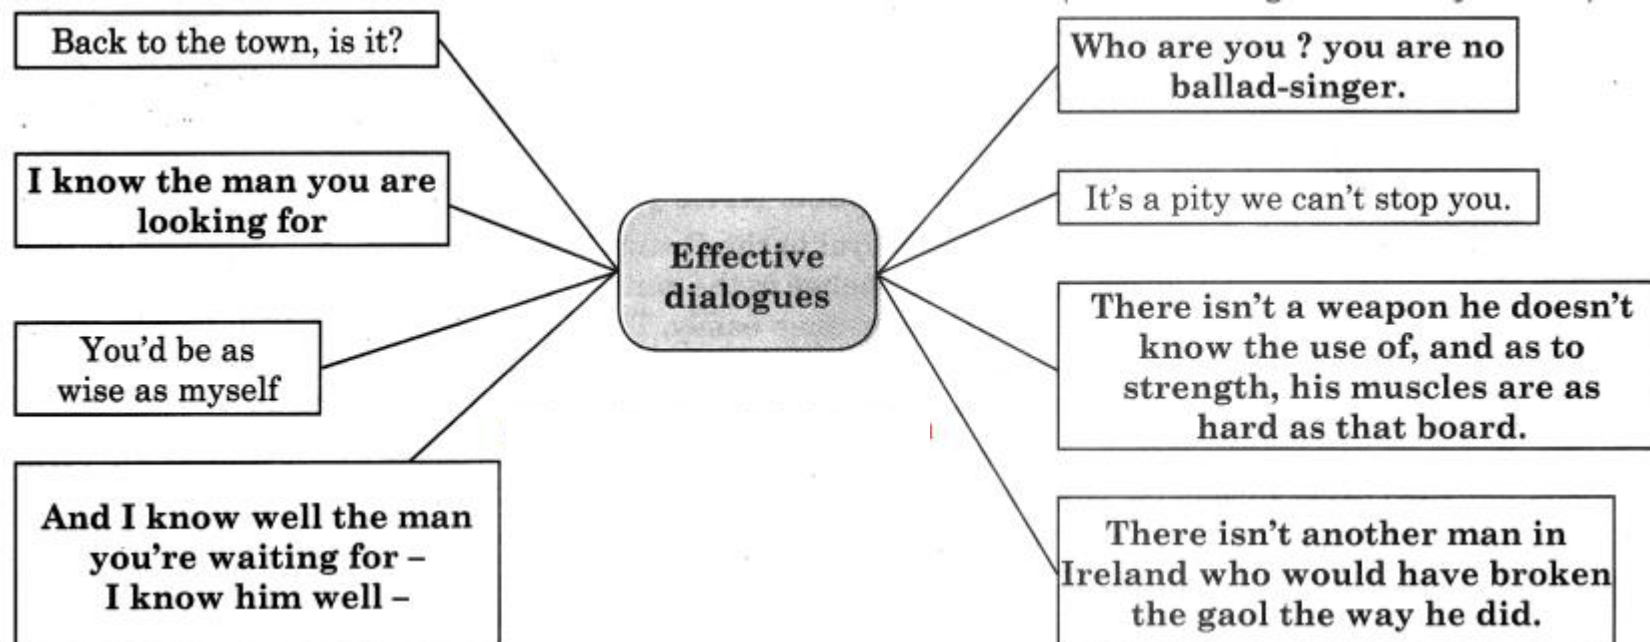 Back to the town, is it?
I know the man you are
looking for
You'd be as
wise as myself
And I know well the man
you're waiting for –
I know him well –
Effective
dialogues
Who are you ? you are no
ballad-singer.
It's a pity we can't stop you.
There isn't a weapon he doesn't
know the use of, and as to
strength, his muscles are as
hard as that board.
There isn't another man in
Ireland who would have broken
the gaol the way he did.